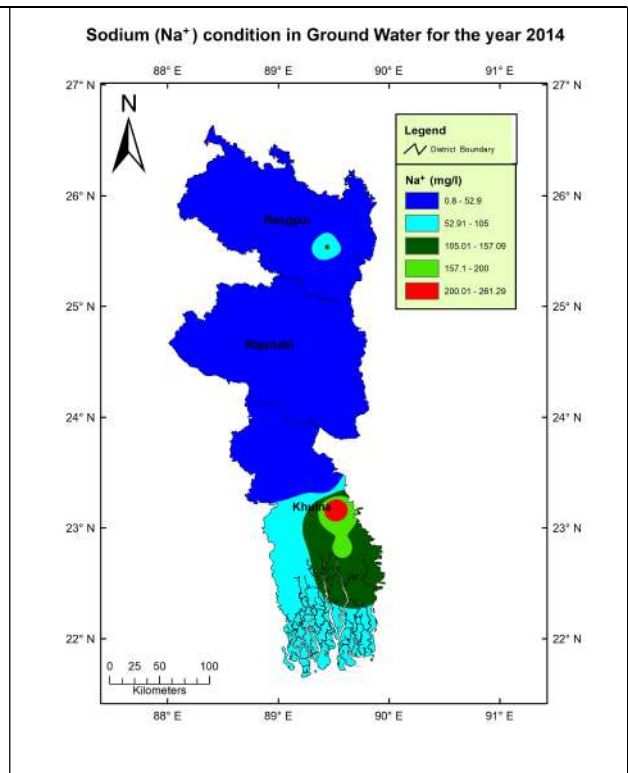 Sodium (Na⁺) condition in Ground Water for the year 2014
88° E 89° E 90° E 91° E
27° N 27° N
N
Legend
District Boundary
Na⁺ (mg/l)
0.8 - 52.9
52.91 - 105
105.01 - 157.09
157.1 - 200
200.01 - 261.29
26° N 26° N
Rangpur
25° N 25° N
Rajshahi
24° N 24° N
Khulna
23° N 23° N
22° N 22° N
0 25 50 100
Kilometers
88° E 89° E 90° E 91° E